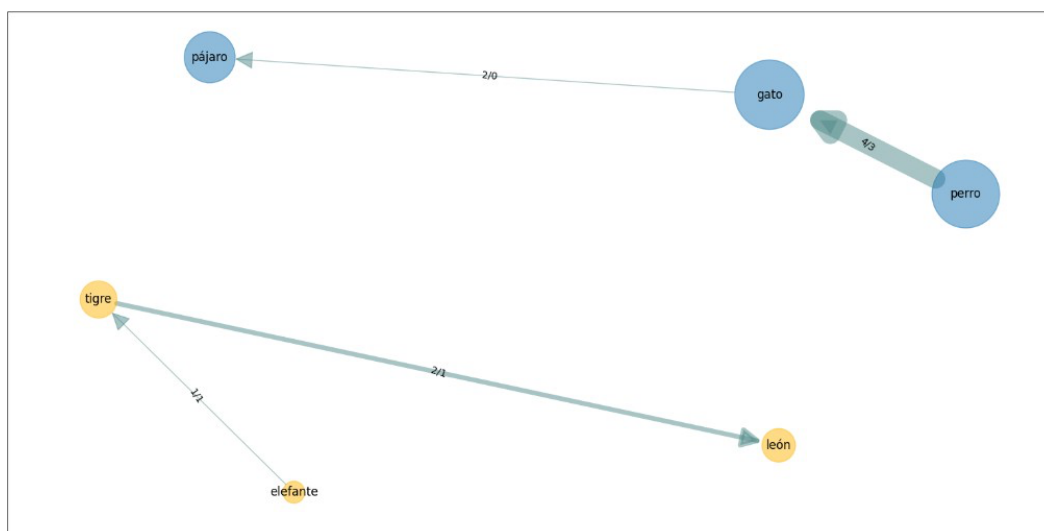 pájaro
2/0
gato
4/3
perro
tigre
2/1
1/1
león
elefante